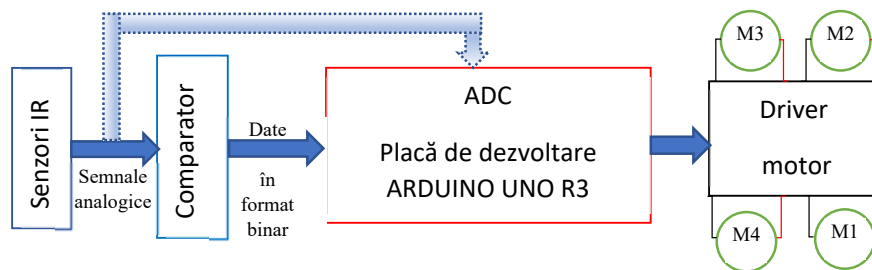 Senzori IR
Semnale
analogice
Comparator
Date
în
format
binar
ADC
Placă de dezvoltare
ARDUINO UNO R3
M3
M2
Driver
motor
M4
M1